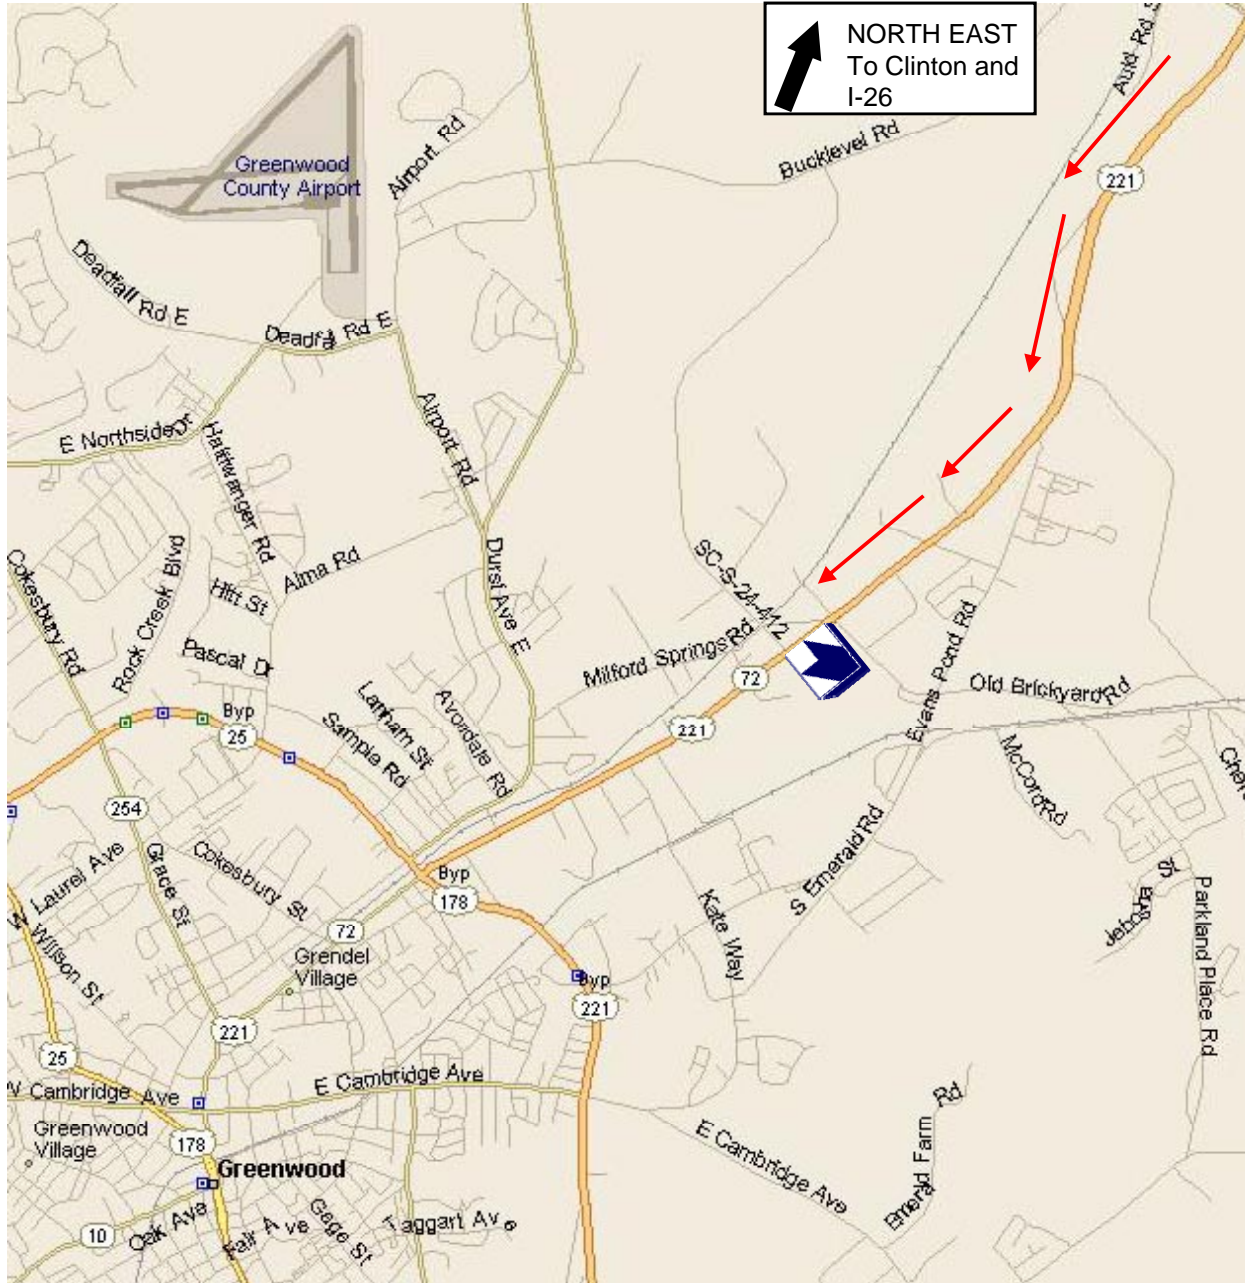 NORTH EAST
To Clinton and
I-26
Auld Rd S
221
Bucklevel Rd
Airport Rd
Greenwood
County Airport
Deadfall Rd E
Deadfall Rd E
E Northside Dr
Haltiwanger Rd
Airport Rd
Rock Creek Blvd
Cokesbury Rd
Hitt St
Alma Rd
Durst Ave E
SC-S-24-412
Pascal Dr
Milford Springs Rd
72
221
Evans Pond Rd
Old Brickyard Rd
Byp
25
Lanham St
Sample Rd
Avondale Rd
McCord Rd
254
Grace St
Cokesbury St
W Laurel Ave
Willson St
Byp
178
72
Grendel
Village
Kate Way
S Emerald Rd
St
Parkland Place Rd
Byp
221
221
25
W Cambridge Ave
E Cambridge Ave
E Cambridge Ave
Emerald Farm Rd
Greenwood
Village
178
Greenwood
10
Oak Ave
Fair Ave
Gage St
Taggart Ave